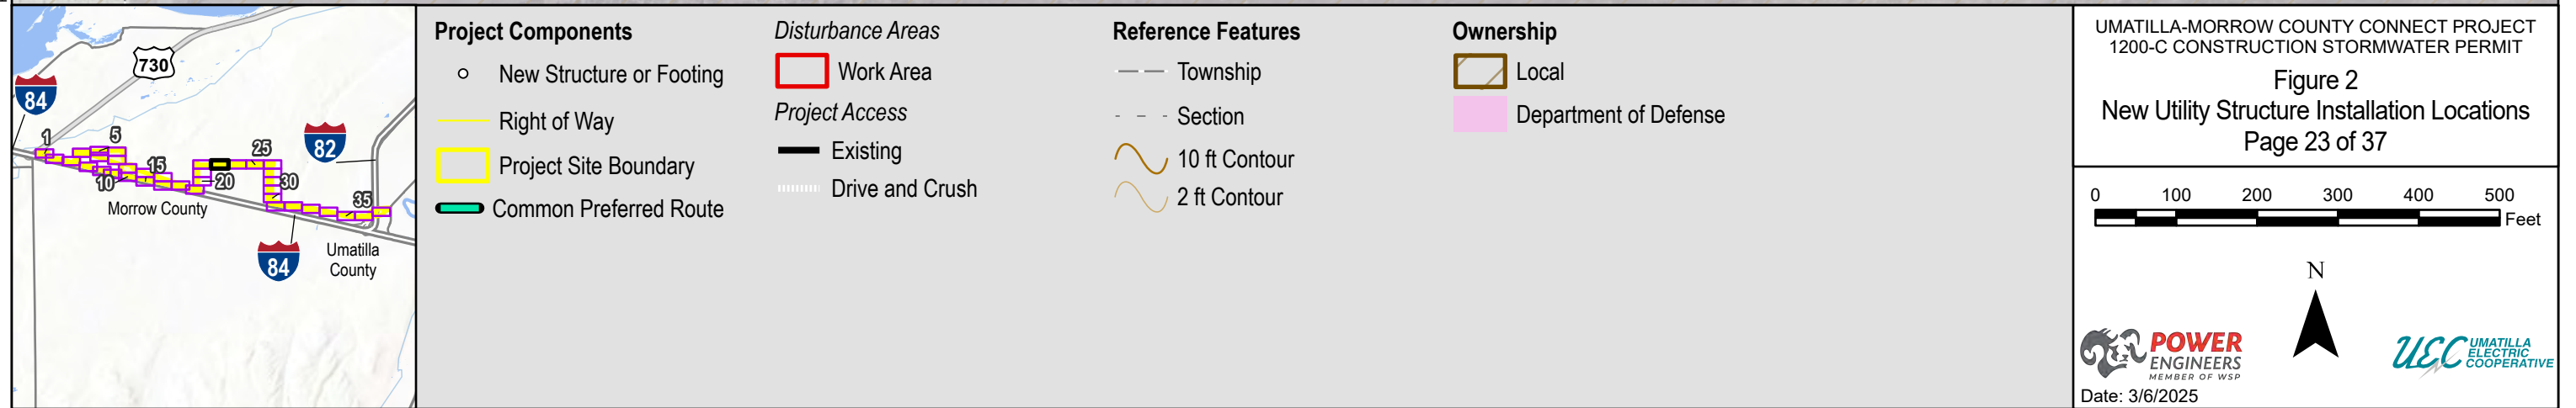 730
84
1
5
82
25
15
10
20
30
35
Morrow County
84
Umatilla
County
Project Components
New Structure or Footing
Right of Way
Project Site Boundary
Common Preferred Route
Disturbance Areas
Work Area
Project Access
Existing
Drive and Crush
Reference Features
Township
Section
10 ft Contour
2 ft Contour
Ownership
Local
Department of Defense
UMATILLA-MORROW COUNTY CONNECT PROJECT
1200-C CONSTRUCTION STORMWATER PERMIT
Figure 2
New Utility Structure Installation Locations
Page 23 of 37
0 100 200 300 400 500
Feet
N
POWER
ENGINEERS
MEMBER OF WSP
UEC UMATILLA
ELECTRIC
COOPERATIVE
Date: 3/6/2025